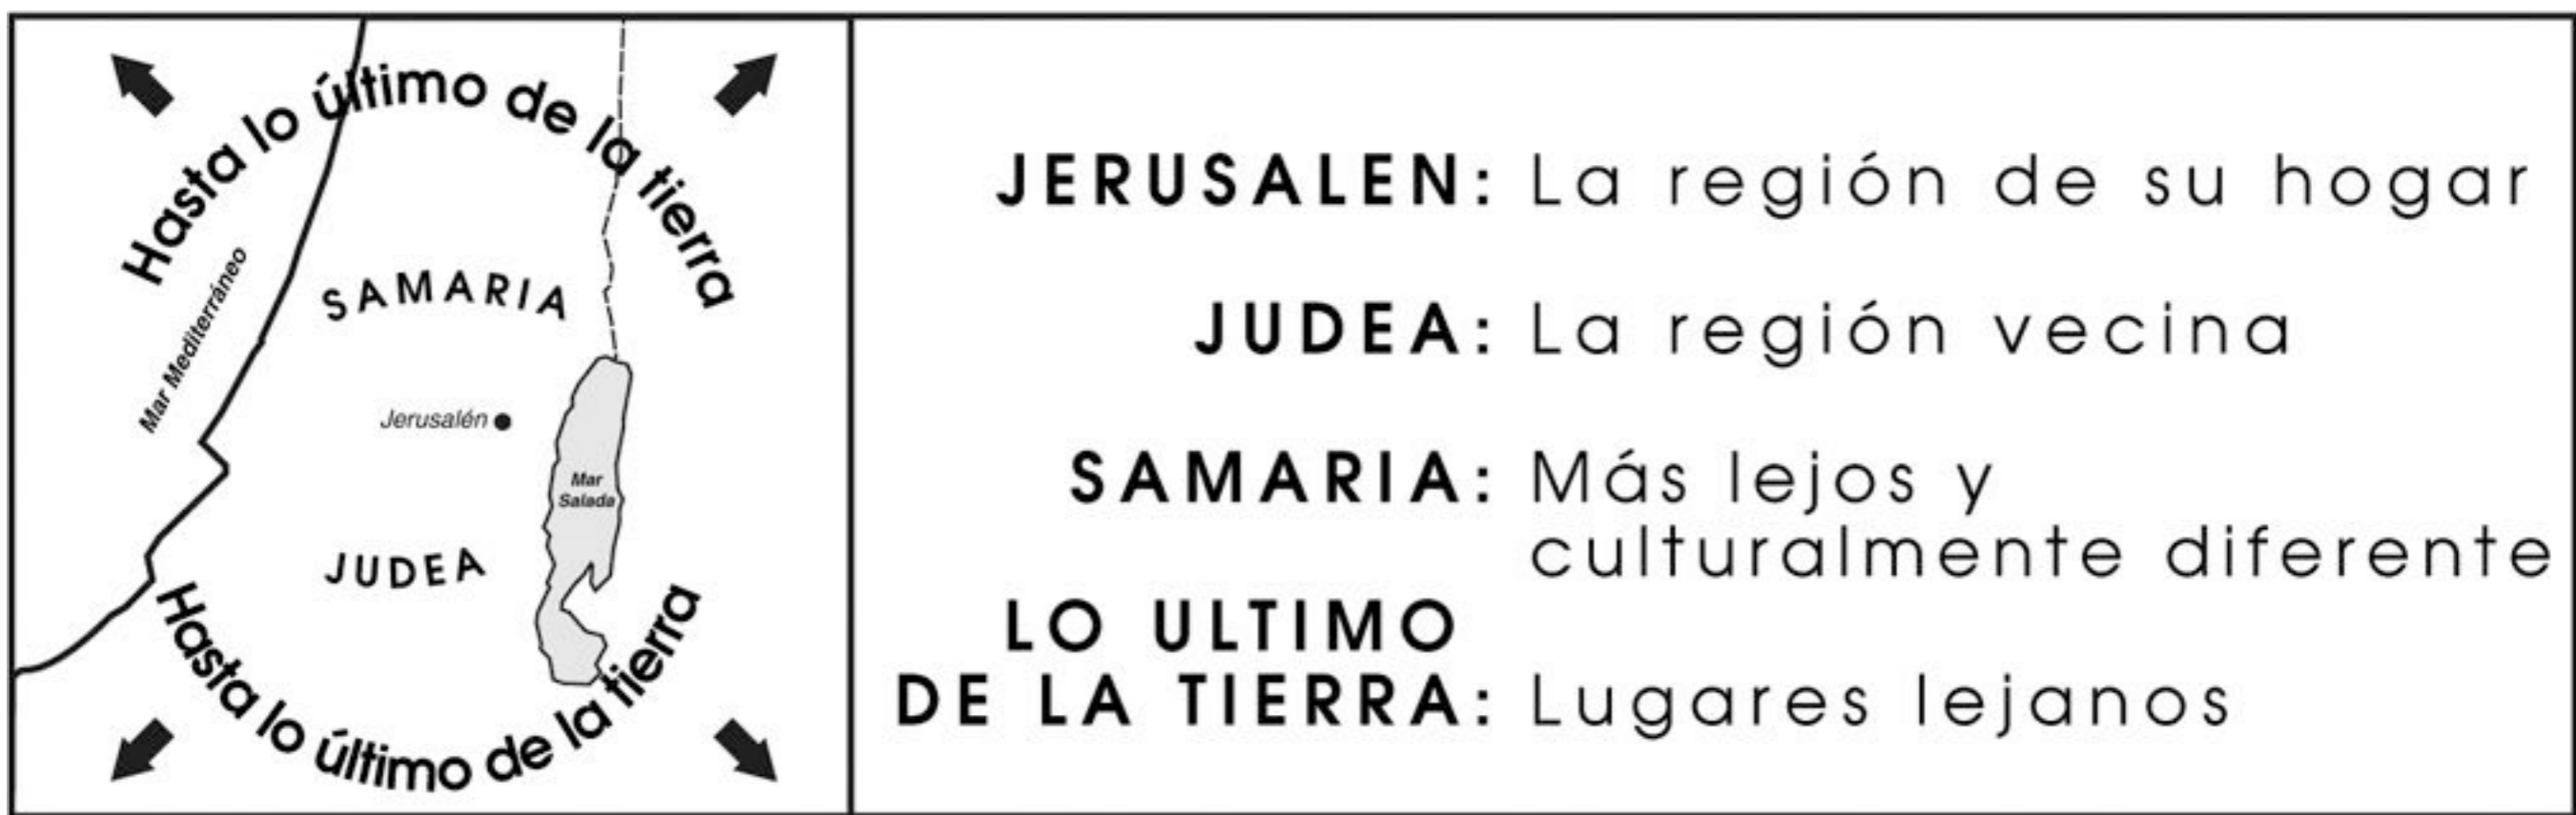 Hasta lo último de la tierra
Mar Mediterráneo
SAMARIA
Jerusalén
Mar
Salada
JUDEA
Hasta lo último de la tierra
JERUSALEN: La región de su hogar
JUDEA: La región vecina
SAMARIA: Más lejos y
culturalmente diferente
LO ULTIMO
DE LA TIERRA: Lugares lejanos